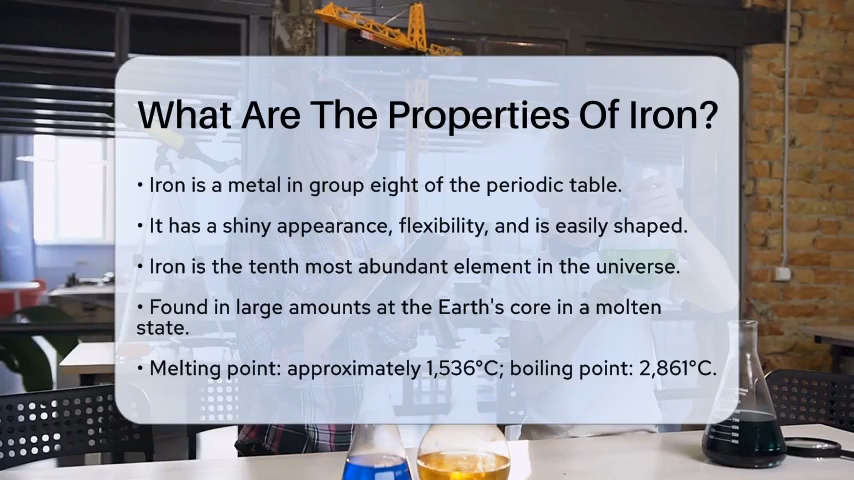 What Are The Properties Of Iron?
• Iron is a metal in group eight of the periodic table.
• It has a shiny appearance, flexibility, and is easily shaped.
• Iron is the tenth most abundant element in the universe.
• Found in large amounts at the Earth's core in a molten
state.
• Melting point: approximately 1,536°C; boiling point: 2,861°C.